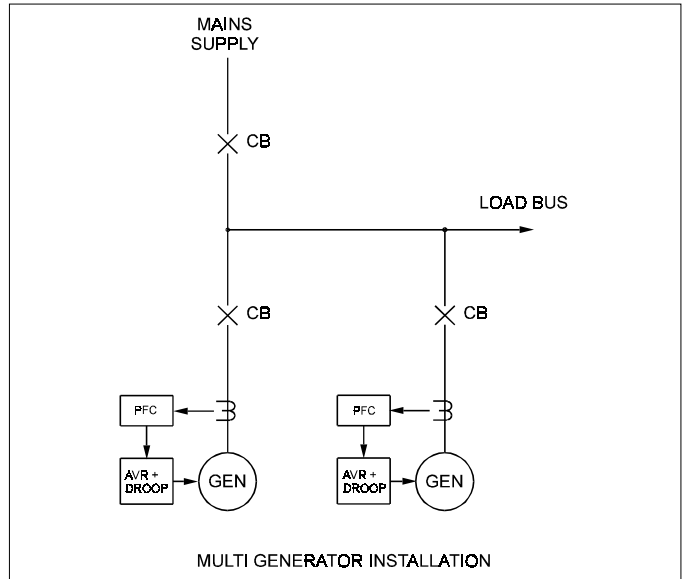 MAINS
SUPPLY
CB
LOAD BUS
CB
CB
PFC
PFC
AVR +
DROOP
GEN
AVR +
DROOP
GEN
MULTI GENERATOR INSTALLATION